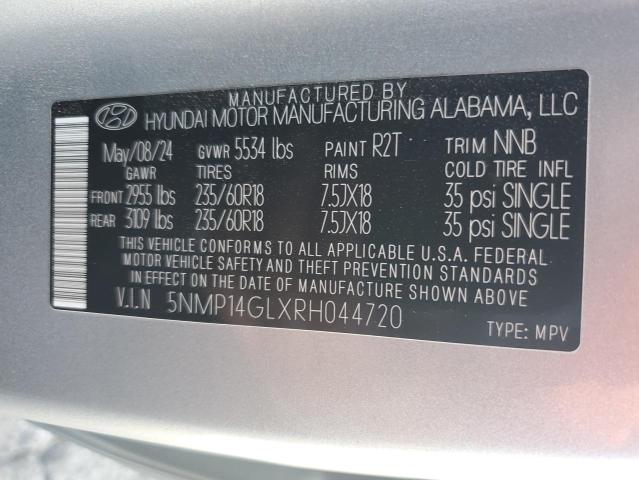 MANUFACTURED BY
HYUNDAI MOTOR MANUFACTURING ALABAMA, LLC
May/08/24 GVWR 5534 lbs PAINT R2T TRIM NNB
GAWR TIRES RIMS COLD TIRE INFL
FRONT 2955 lbs 235/60R18 7.5JX18 35 psi SINGLE
REAR 3109 lbs 235/60R18 7.5JX18 35 psi SINGLE
THIS VEHICLE CONFORMS TO ALL APPLICABLE U.S.A. FEDERAL
MOTOR VEHICLE SAFETY AND THEFT PREVENTION STANDARDS
IN EFFECT ON THE DATE OF MANUFACTURE SHOWN ABOVE.
V.I.N 5NMP14GLXRH044720
TYPE: MPV